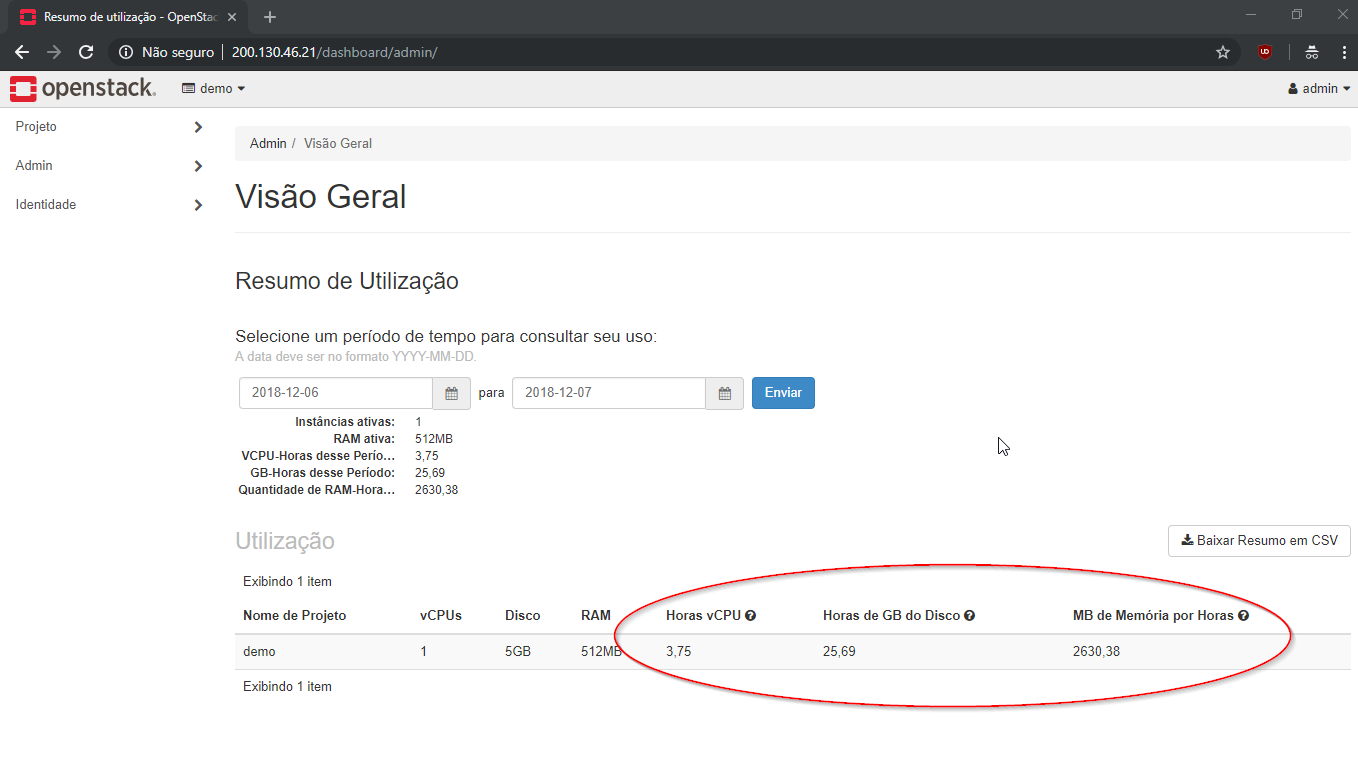 Resumo de utilização - OpenStac
Não seguro 200.130.46.21/dashboard/admin/
openstack. demo admin
Projeto
Admin
Identidade
Admin / Visão Geral
Visão Geral
Resumo de Utilização
Selecione um período de tempo para consultar seu uso:
A data deve ser no formato YYYY-MM-DD.
2018-12-06 para 2018-12-07 Enviar
Instâncias ativas: 1
RAM ativa: 512MB
VCPU-Horas desse Perío... 3,75
GB-Horas desse Período: 25,69
Quantidade de RAM-Hora... 2630,38
Utilização
Baixar Resumo em CSV
Exibindo 1 item
Nome de Projeto vCPUs Disco RAM Horas vCPU Horas de GB do Disco MB de Memória por Horas
demo 1 5GB 512MB 3,75 25,69 2630,38
Exibindo 1 item